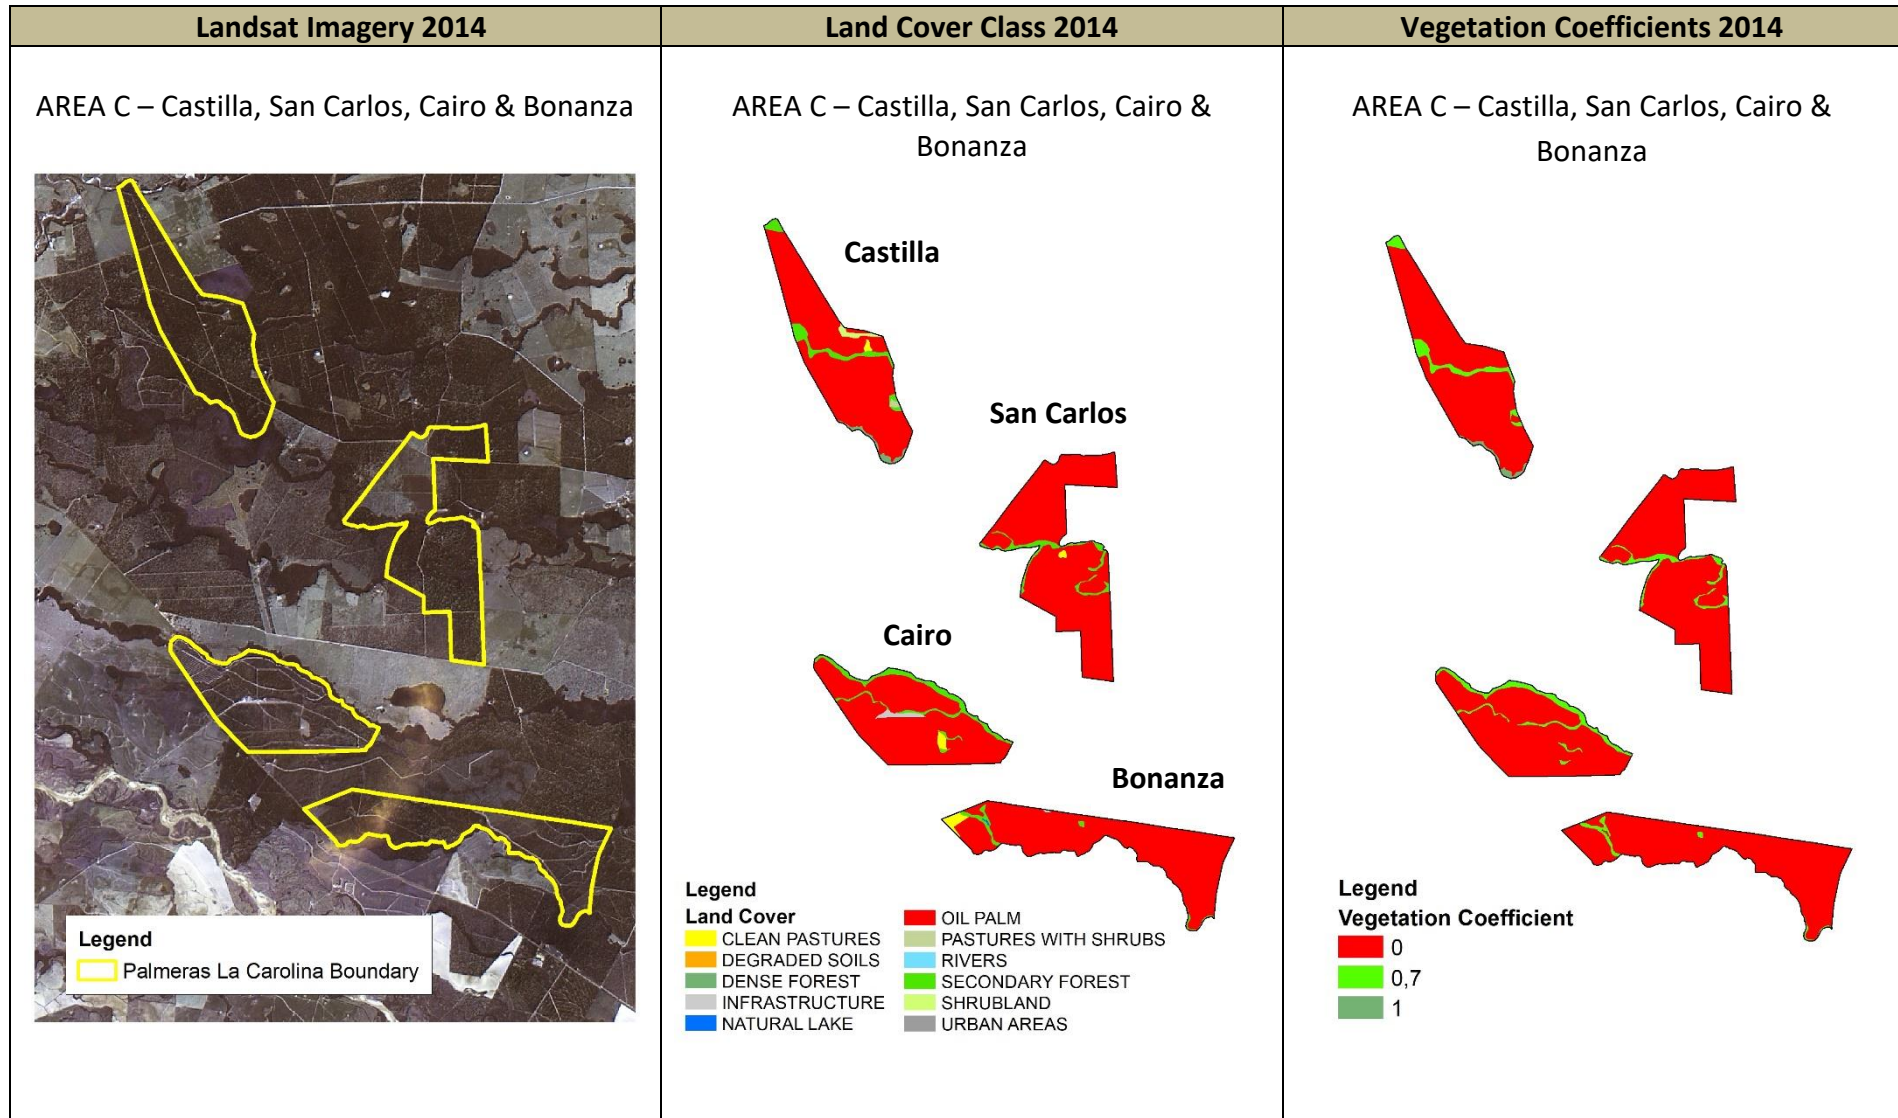 Landsat Imagery 2014
Land Cover Class 2014
Vegetation Coefficients 2014
AREA C – Castilla, San Carlos, Cairo & Bonanza
Legend
Palmeras La Carolina Boundary
AREA C – Castilla, San Carlos, Cairo &
Bonanza
Castilla
San Carlos
Cairo
Bonanza
Legend
Land Cover
CLEAN PASTURES
DEGRADED SOILS
DENSE FOREST
INFRASTRUCTURE
NATURAL LAKE
OIL PALM
PASTURES WITH SHRUBS
RIVERS
SECONDARY FOREST
SHRUBLAND
URBAN AREAS
AREA C – Castilla, San Carlos, Cairo &
Bonanza
Legend
Vegetation Coefficient
0
0,7
1